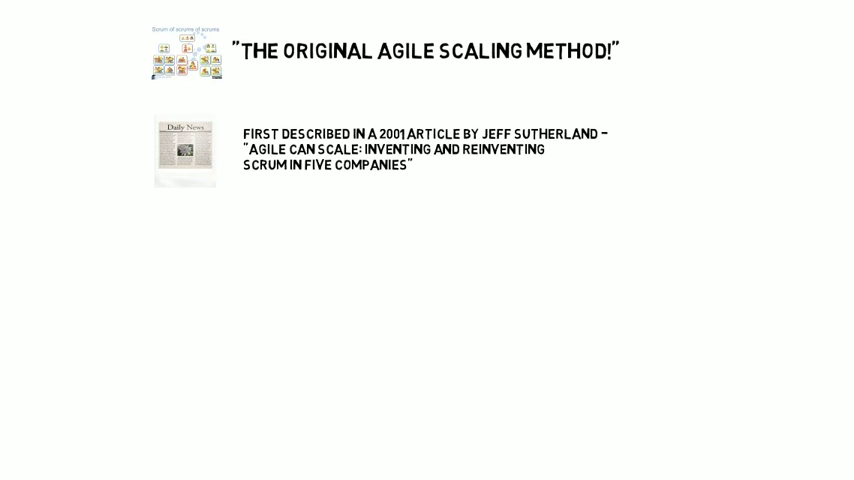 Scrum of scrums of scrums
"THE ORIGINAL AGILE SCALING METHOD!"
Daily News
FIRST DESCRIBED IN A 2001 ARTICLE BY JEFF SUTHERLAND -
"AGILE CAN SCALE: INVENTING AND REINVENTING
SCRUM IN FIVE COMPANIES"